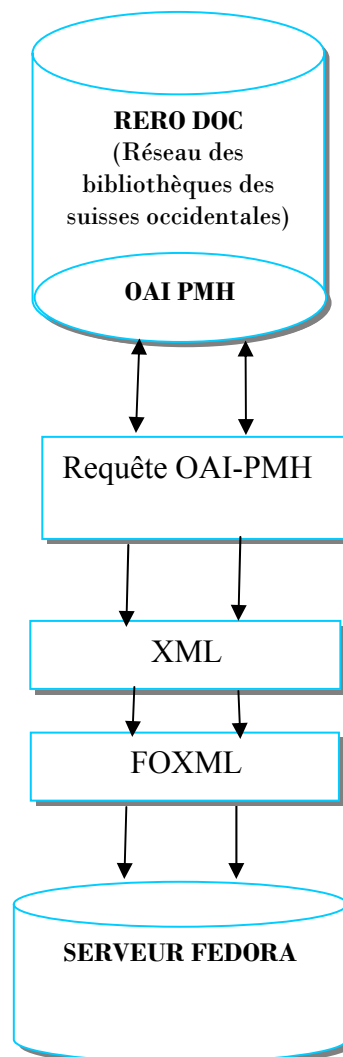 RERO DOC
(Réseau des
bibliothèques des
suisses occidentales)
OAI PMH
Requête OAI-PMH
XML
FOXML
SERVEUR FEDORA